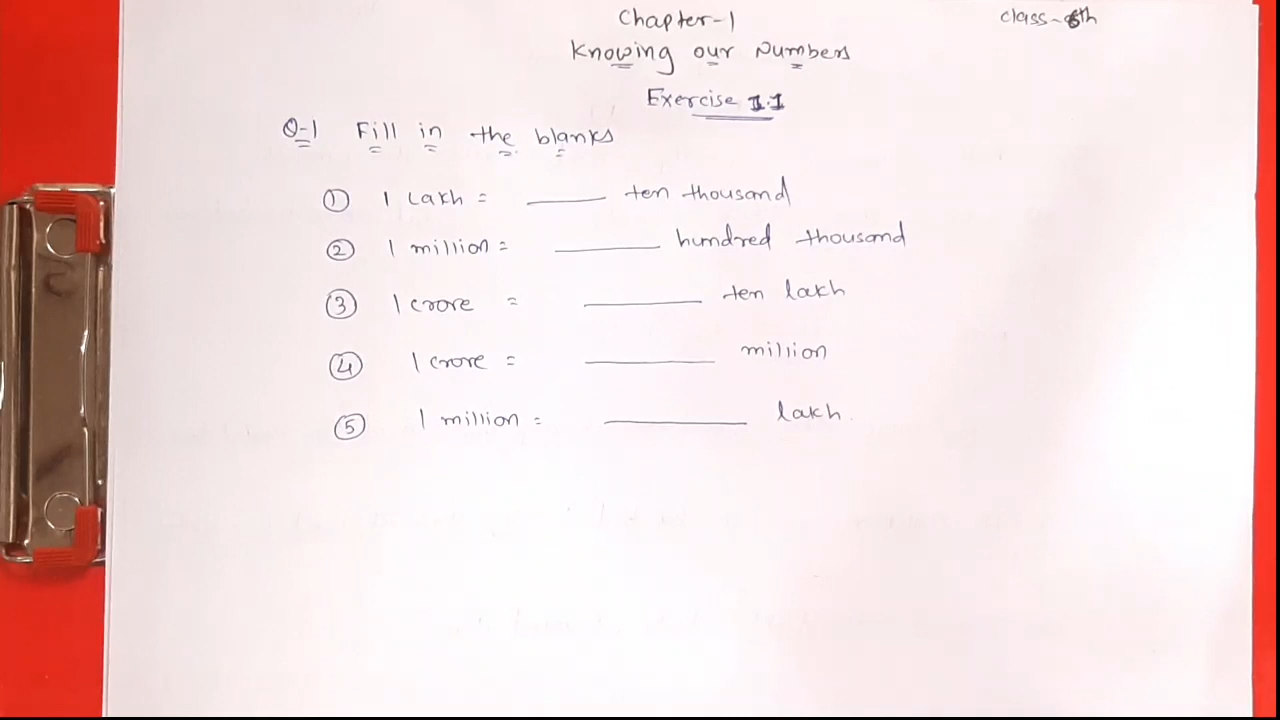 Chapter-1
class-6th
Knowing our Numbers
Exercise 1.1
Q-1 Fill in the blanks
① 1 Lakh = _____ ten thousand
② 1 million = _____ hundred thousand
③ 1 crore = _____ ten lakh
④ 1 crore = _____ million
⑤ 1 million = _____ lakh.